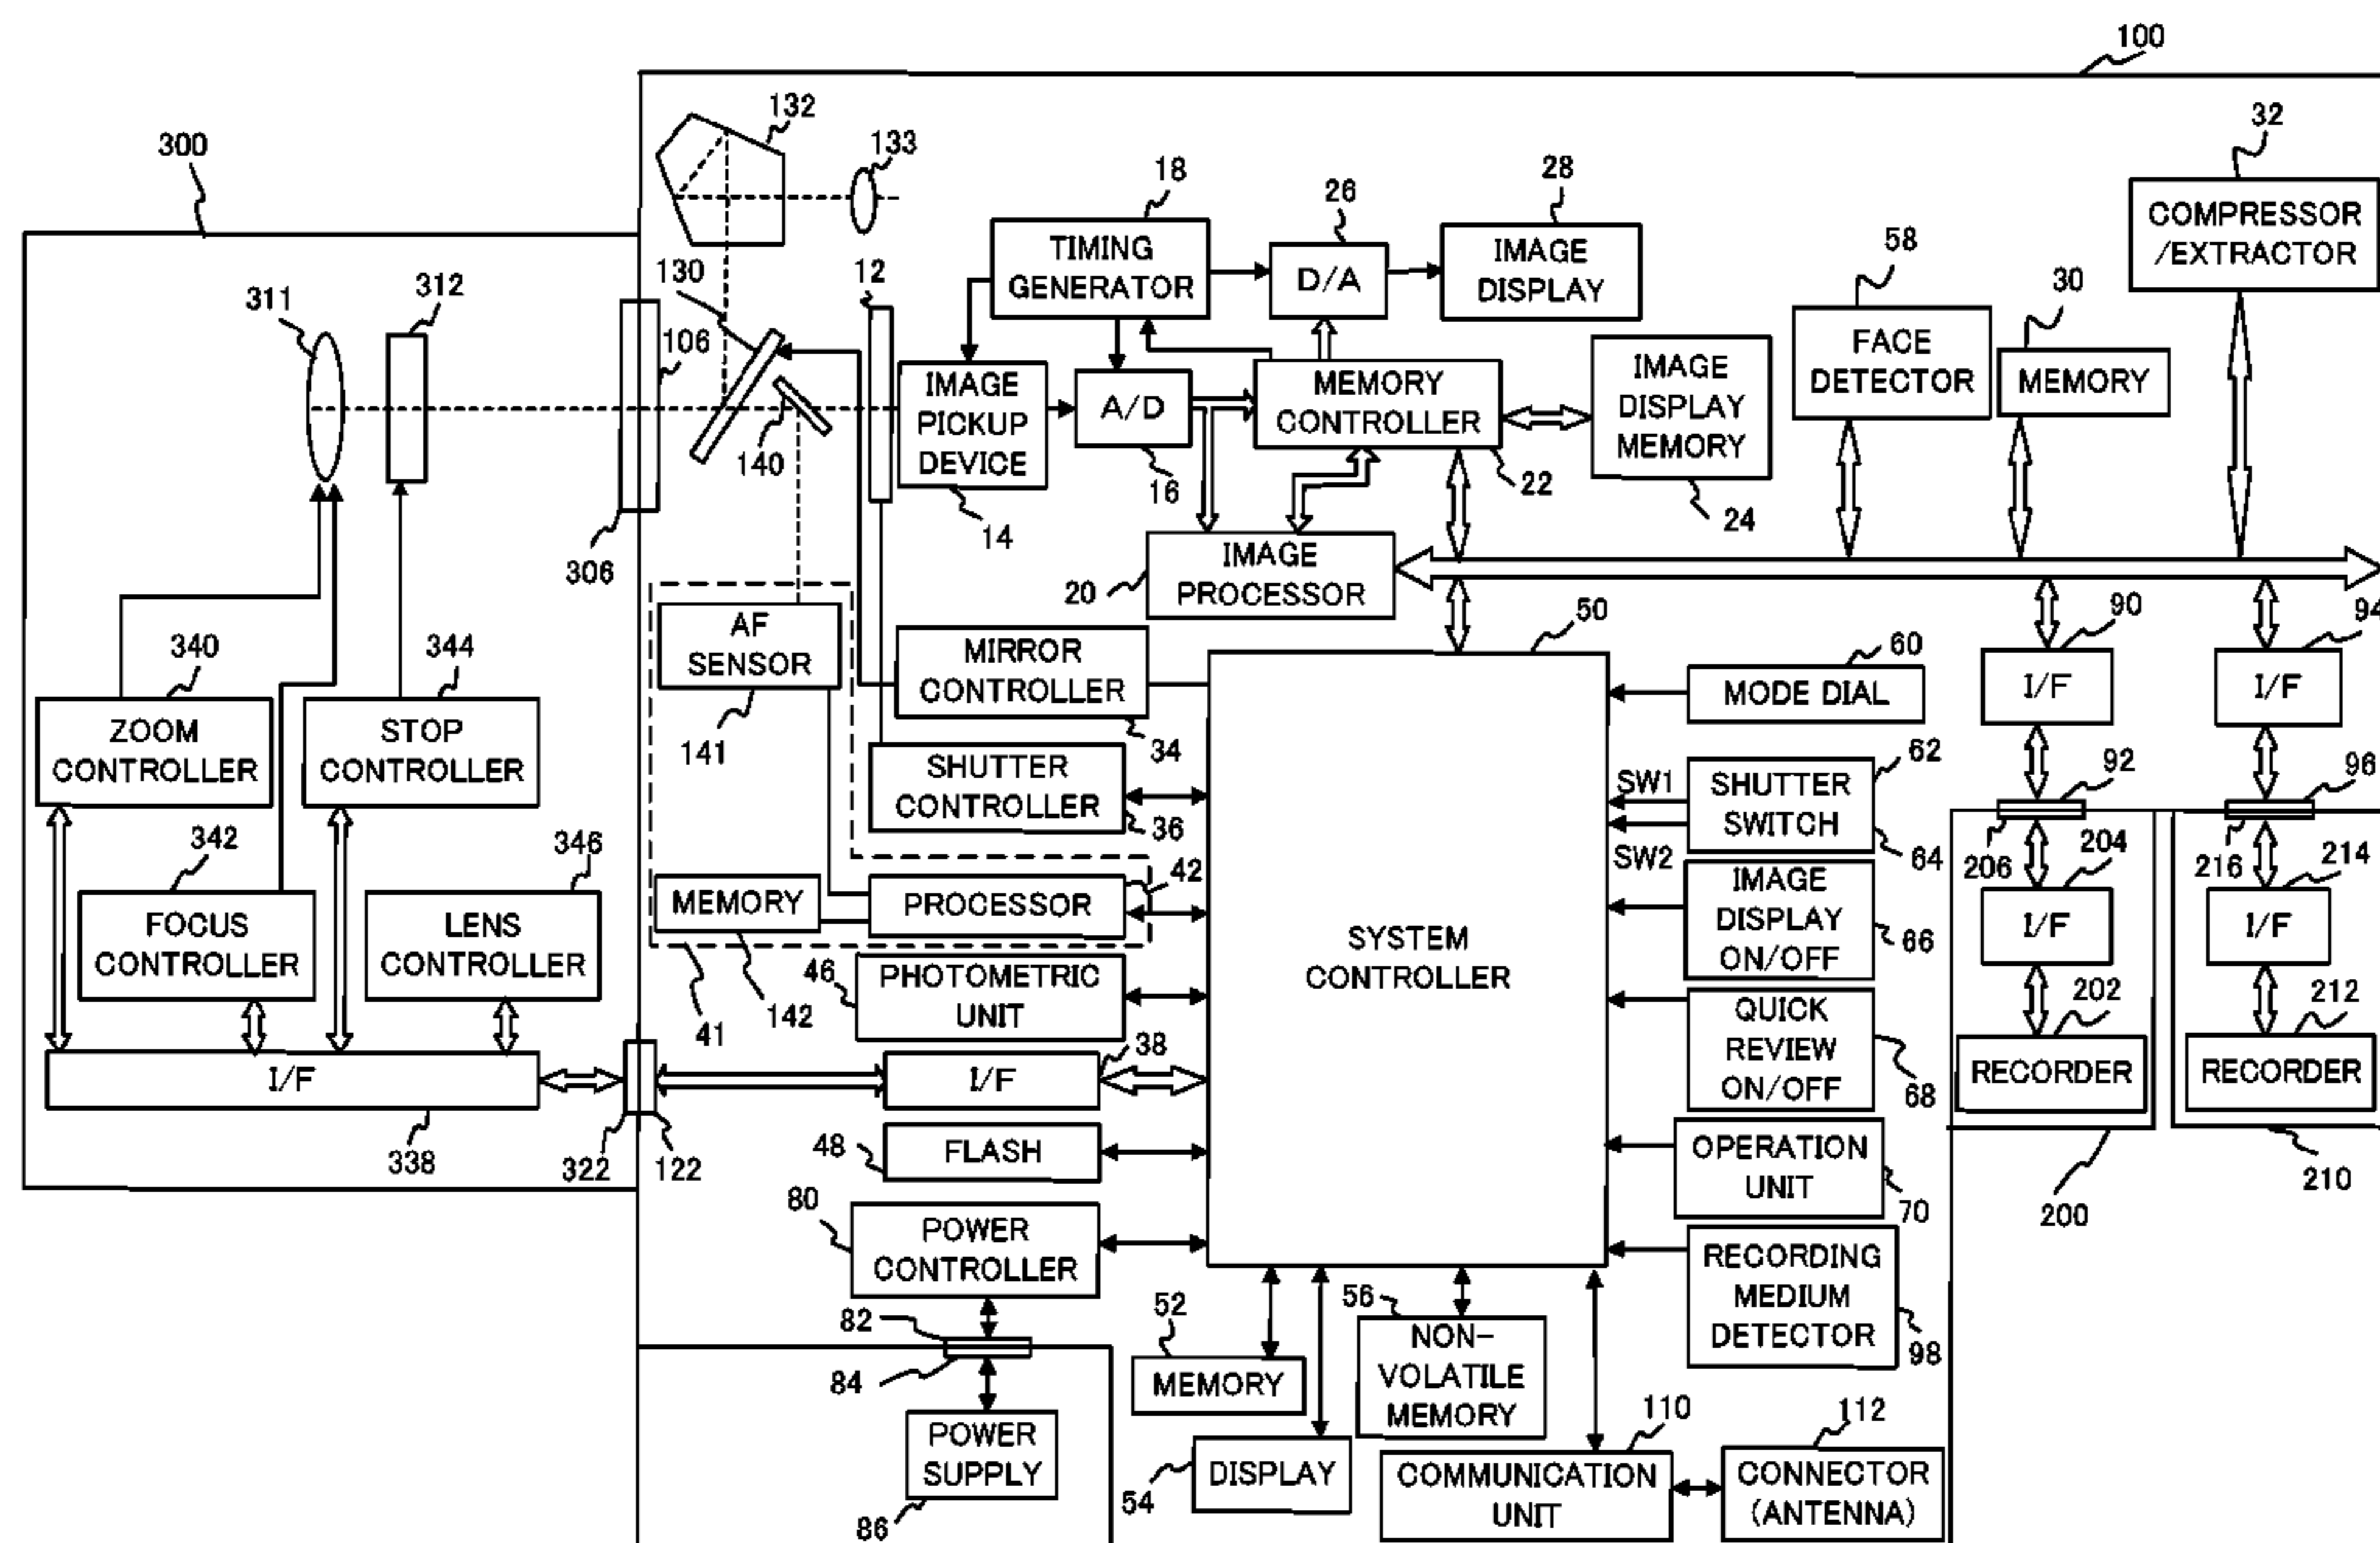 100
300
132
133
18
26
28
32
COMPRESSOR
/EXTRACTOR
TIMING
GENERATOR
D/A
IMAGE
DISPLAY
58
30
FACE
DETECTOR
MEMORY
130
12
311
312
106
140
306
IMAGE
PICKUP
DEVICE
14
A/D
16
MEMORY
CONTROLLER
22
IMAGE
DISPLAY
MEMORY
24
IMAGE
PROCESSOR
20
50
90
94
I/F
I/F
AF
SENSOR
141
MIRROR
CONTROLLER
34
60
MODE DIAL
340
344
ZOOM
CONTROLLER
STOP
CONTROLLER
SHUTTER
CONTROLLER
36
SW1
SW2
62
SHUTTER
SWITCH
64
92
96
206
204
216
214
I/F
I/F
342
346
FOCUS
CONTROLLER
LENS
CONTROLLER
MEMORY
142
PROCESSOR
42
41
SYSTEM
CONTROLLER
IMAGE
DISPLAY
ON/OFF
66
46
PHOTOMETRIC
UNIT
QUICK
REVIEW
ON/OFF
68
202
212
RECORDER
RECORDER
200
210
I/F
338
322
122
I/F
38
48
FLASH
OPERATION
UNIT
70
80
POWER
CONTROLLER
RECORDING
MEDIUM
DETECTOR
98
82
84
POWER
SUPPLY
86
52
MEMORY
54
DISPLAY
56
NON-
VOLATILE
MEMORY
110
COMMUNICATION
UNIT
112
CONNECTOR
(ANTENNA)